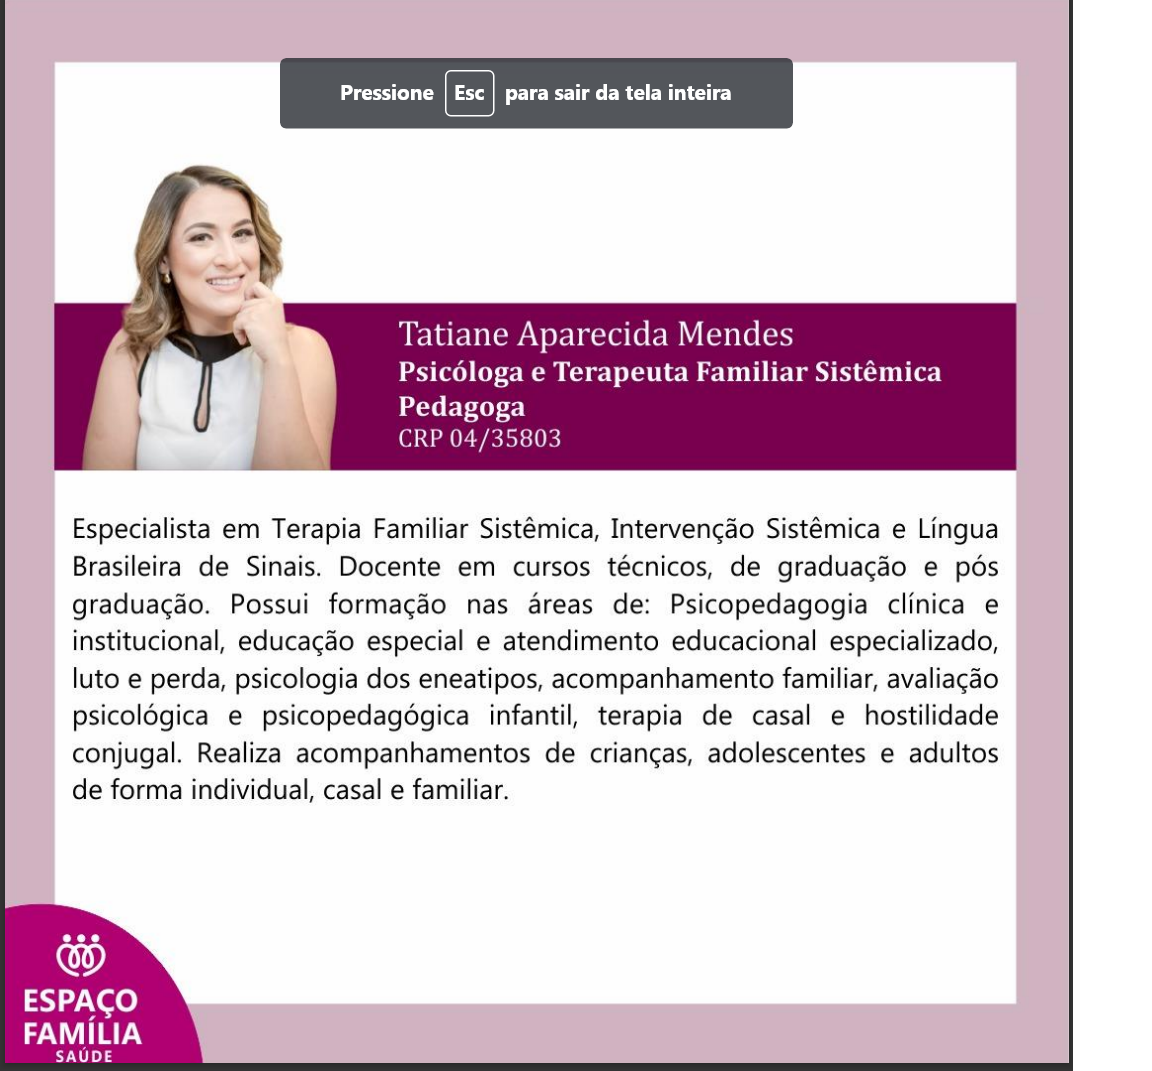 Pressione Esc para sair da tela inteira
Tatiane Aparecida Mendes
Psicóloga e Terapeuta Familiar Sistêmica
Pedagoga
CRP 04/35803
Especialista em Terapia Familiar Sistêmica, Intervenção Sistêmica e Língua
Brasileira de Sinais. Docente em cursos técnicos, de graduação e pós
graduação. Possui formação nas áreas de: Psicopedagogia clínica e
institucional, educação especial e atendimento educacional especializado,
luto e perda, psicologia dos eneatipos, acompanhamento familiar, avaliação
psicológica e psicopedagógica infantil, terapia de casal e hostilidade
conjugal. Realiza acompanhamentos de crianças, adolescentes e adultos
de forma individual, casal e familiar.
ESPAÇO
FAMÍLIA
SAÚDE